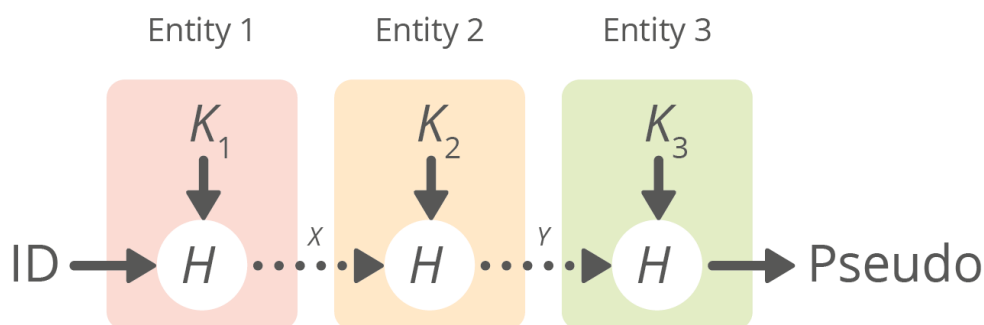 Entity 1 Entity 2 Entity 3
K1 K2 K3
X Y
ID H H H Pseudo